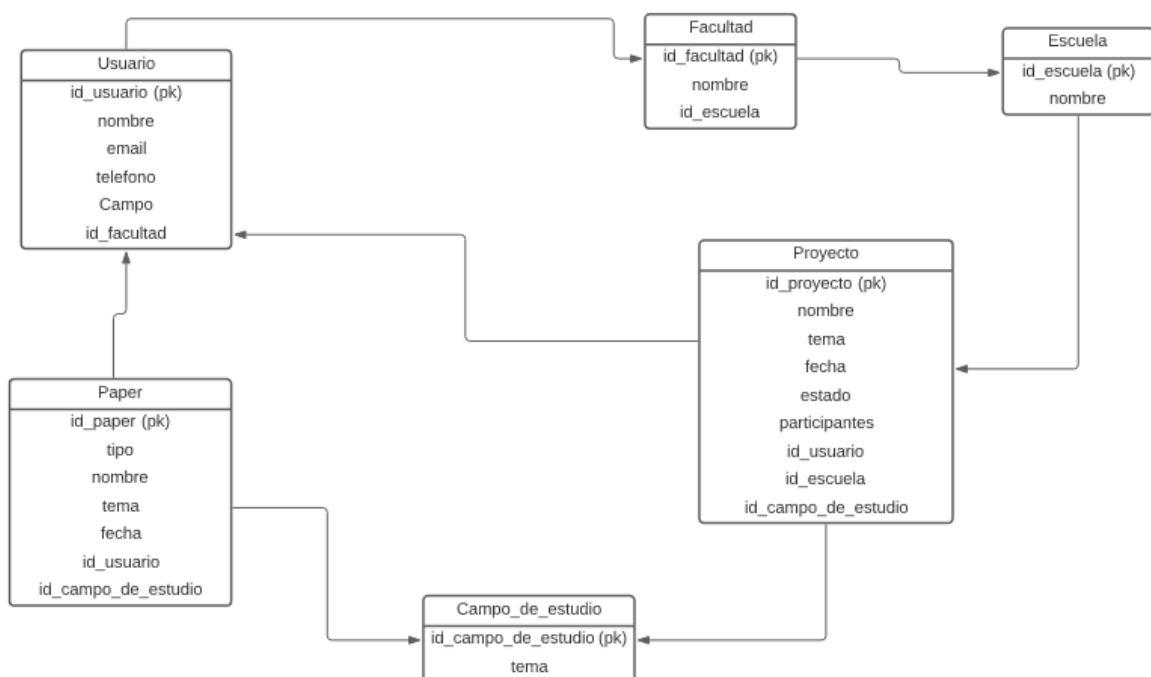 Usuario
id_usuario (pk)
nombre
email
telefono
Campo
id_facultad
Facultad
id_facultad (pk)
nombre
id_escuela
Escuela
id_escuela (pk)
nombre
Proyecto
id_proyecto (pk)
nombre
tema
fecha
estado
participantes
id_usuario
id_escuela
id_campo_de_estudio
Paper
id_paper (pk)
tipo
nombre
tema
fecha
id_usuario
id_campo_de_estudio
Campo_de_estudio
id_campo_de_estudio (pk)
tema